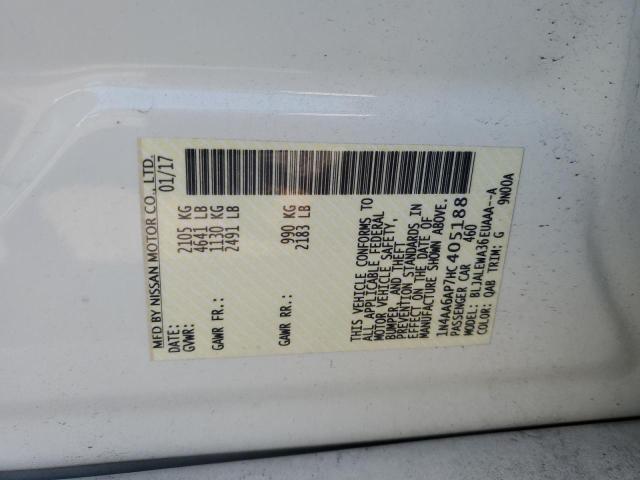 MFD BY NISSAN MOTOR CO., LTD.
DATE: 01/17
GVWR: 2105 KG
4641 LB
GAWR FR.: 1130 KG
2491 LB
GAWR RR.: 990 KG
2183 LB
THIS VEHICLE CONFORMS TO
ALL APPLICABLE FEDERAL
MOTOR VEHICLE SAFETY,
BUMPER, AND THEFT
PREVENTION STANDARDS IN
EFFECT ON THE DATE OF
MANUFACTURE SHOWN ABOVE.
1N4AA6AP7HC405188
PASSENGER CAR 460
MODEL: BLJALEWA36EUAAA--A
COLOR: QAB TRIM: G 9N00A